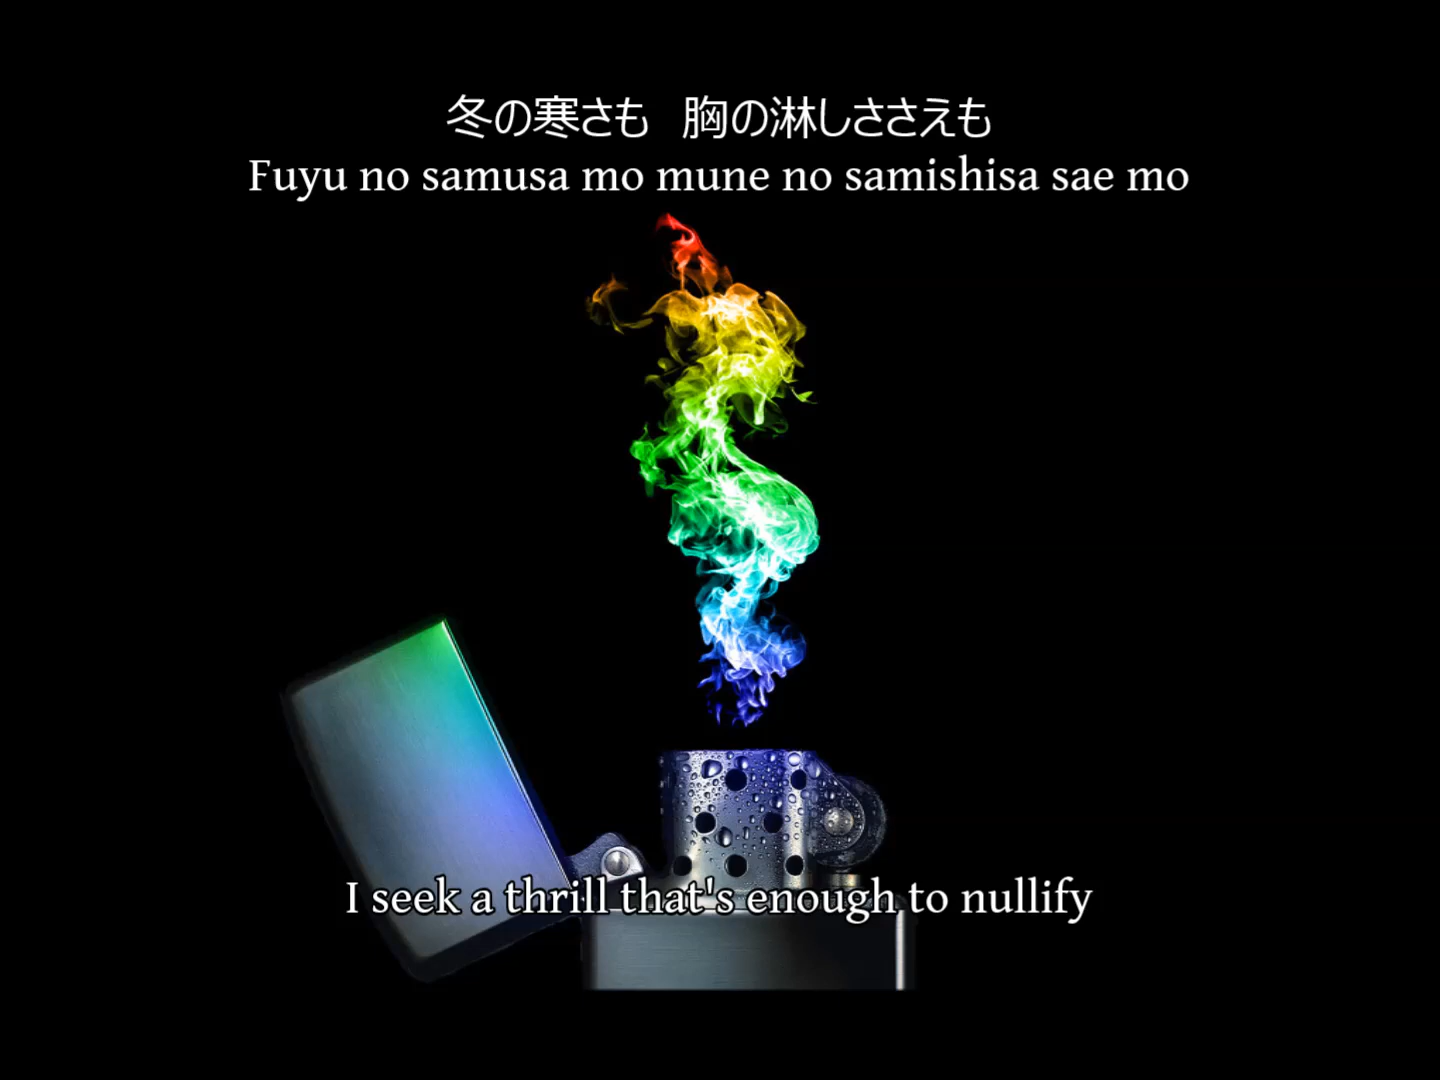 冬の寒さも　胸の淋しささえも
Fuyu no samusa mo mune no samishisa sae mo
I seek a thrill that's enough to nullify